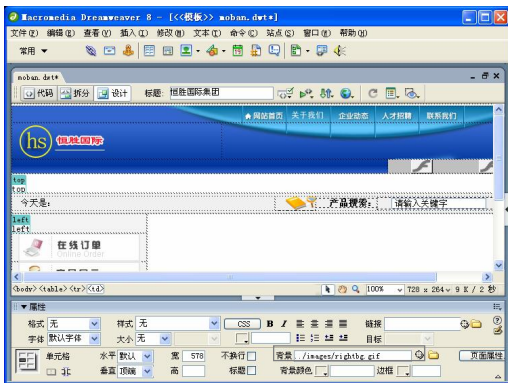 Macromedia Dreamweaver 8 - [<<模板>> moban.dwt*]
文件(F) 编辑(E) 查看(V) 插入(I) 修改(M) 文本(T) 命令(C) 站点(S) 窗口(W) 帮助(H)
常用
moban.dwt*
代码 拆分 设计 标题: 恒胜国际集团
网站首页 关于我们 企业动态 人才招聘 联系我们
hs 恒胜国际
top
top
今天是: 产品搜索: 请输入关键字
left
left
在线订单
Online Order
<body> <table> <tr> <td> 100% 728 x 264 9 K / 2 秒
属性
格式 无 样式 无 CSS B I 链接
字体 默认字体 大小 无 目标
单元格 水平 默认 宽 578 不换行 背景 ../images/rightbg.gif 页面属性
垂直 顶端 高 标题 背景颜色 边框